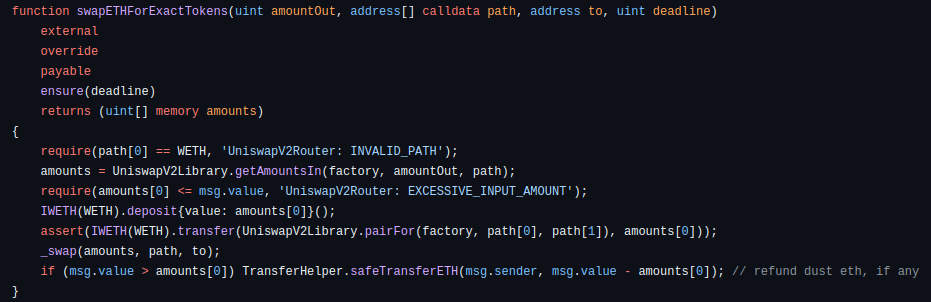 function swapETHForExactTokens(uint amountOut, address[] calldata path, address to, uint deadline)
external
override
payable
ensure(deadline)
returns (uint[] memory amounts)
{
require(path[0] == WETH, 'UniswapV2Router: INVALID_PATH');
amounts = UniswapV2Library.getAmountsIn(factory, amountOut, path);
require(amounts[0] <= msg.value, 'UniswapV2Router: EXCESSIVE_INPUT_AMOUNT');
IWETH(WETH).deposit{value: amounts[0]}();
assert(IWETH(WETH).transfer(UniswapV2Library.pairFor(factory, path[0], path[1]), amounts[0]));
_swap(amounts, path, to);
if (msg.value > amounts[0]) TransferHelper.safeTransferETH(msg.sender, msg.value - amounts[0]); // refund dust eth, if any
}